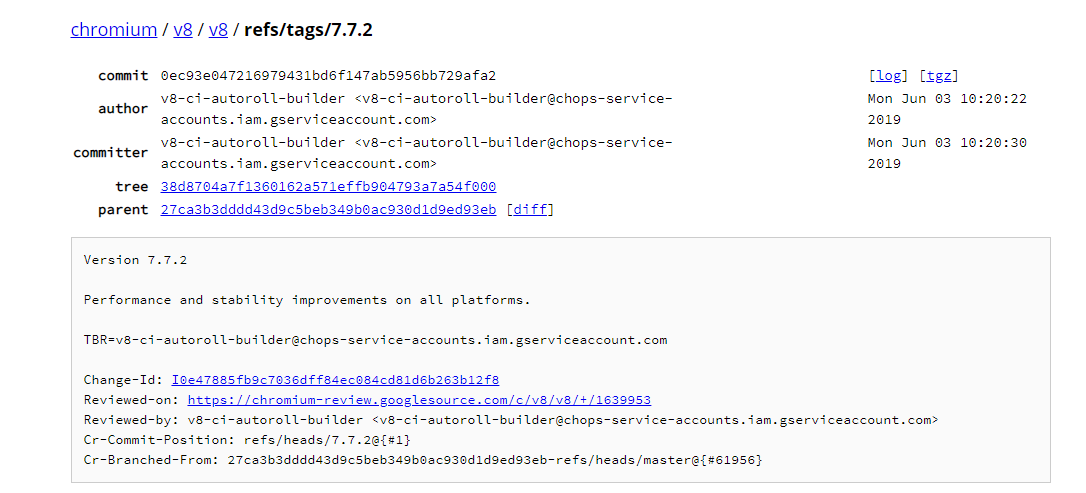 chromium / v8 / v8 / refs/tags/7.7.2
commit 0ec93e047216979431bd6f147ab5956bb729afa2 [log] [tgz]
author v8-ci-autoroll-builder <v8-ci-autoroll-builder@chops-service- Mon Jun 03 10:20:22
accounts.iam.gserviceaccount.com> 2019
committer v8-ci-autoroll-builder <v8-ci-autoroll-builder@chops-service- Mon Jun 03 10:20:30
accounts.iam.gserviceaccount.com> 2019
tree 38d8704a7f1360162a571effb904793a7a54f000
parent 27ca3b3dddd43d9c5beb349b0ac930d1d9ed93eb [diff]
Version 7.7.2
Performance and stability improvements on all platforms.
TBR=v8-ci-autoroll-builder@chops-service-accounts.iam.gserviceaccount.com
Change-Id: I0e47885fb9c7036dff84ec084cd81d6b263b12f8
Reviewed-on: https://chromium-review.googlesource.com/c/v8/v8/+/1639953
Reviewed-by: v8-ci-autoroll-builder <v8-ci-autoroll-builder@chops-service-accounts.iam.gserviceaccount.com>
Cr-Commit-Position: refs/heads/7.7.2@{#1}
Cr-Branched-From: 27ca3b3dddd43d9c5beb349b0ac930d1d9ed93eb-refs/heads/master@{#61956}